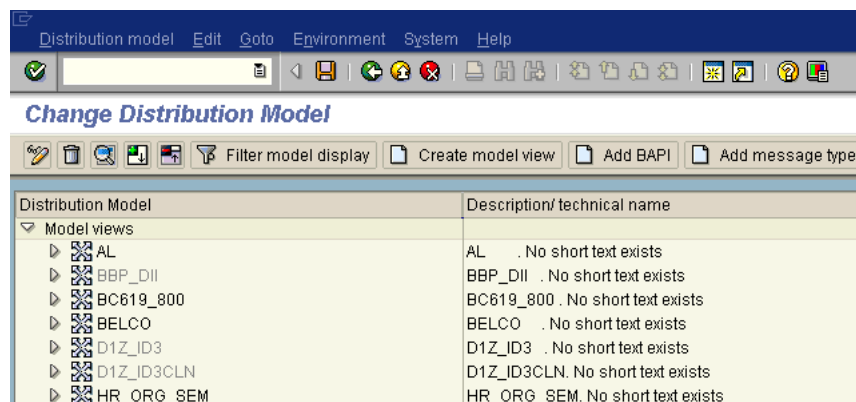 Distribution model Edit Goto Environment System Help
Change Distribution Model
Filter model display Create model view Add BAPI Add message type
Distribution Model Description/ technical name
Model views
AL AL . No short text exists
BBP_DII BBP_DII . No short text exists
BC619_800 BC619_800 . No short text exists
BELCO BELCO . No short text exists
D1Z_ID3 D1Z_ID3 . No short text exists
D1Z_ID3CLN D1Z_ID3CLN. No short text exists
HR_ORG_SEM HR_ORG_SEM. No short text exists